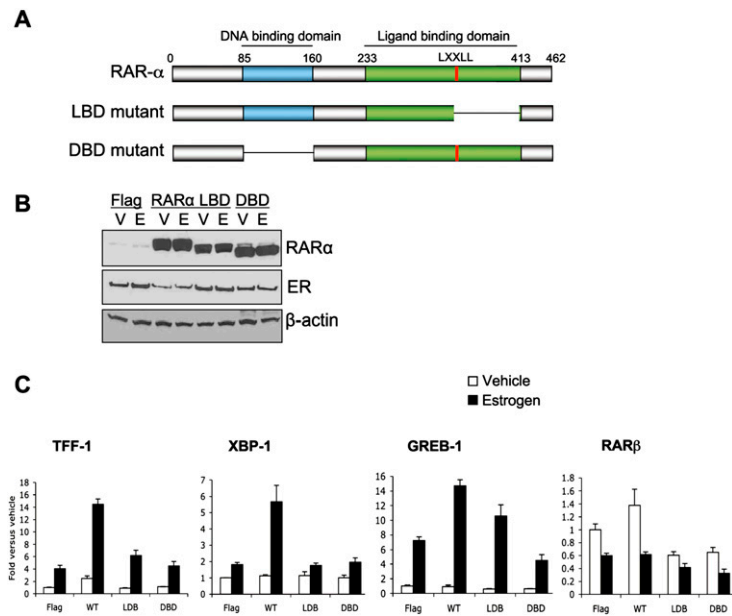 A
DNA binding domain Ligand binding domain
0 85 160 233 LXXLL 413 462
RAR-α
LBD mutant
DBD mutant
B
Flag RARα LBD DBD
V E V E V E V E
RARα
ER
β-actin
C
Vehicle
Estrogen
TFF-1 XBP-1 GREB-1 RARβ
Fold versus vehicle
18
16
14
12
10
8
6
4
2
0
Flag WT LDB DBD
7
6
5
4
3
2
1
0
Flag WT LDB DBD
16
14
12
10
8
6
4
2
0
Flag WT LDB DBD
1.8
1.6
1.4
1.2
1
0.8
0.6
0.4
0.2
0
Flag WT LDB DBD